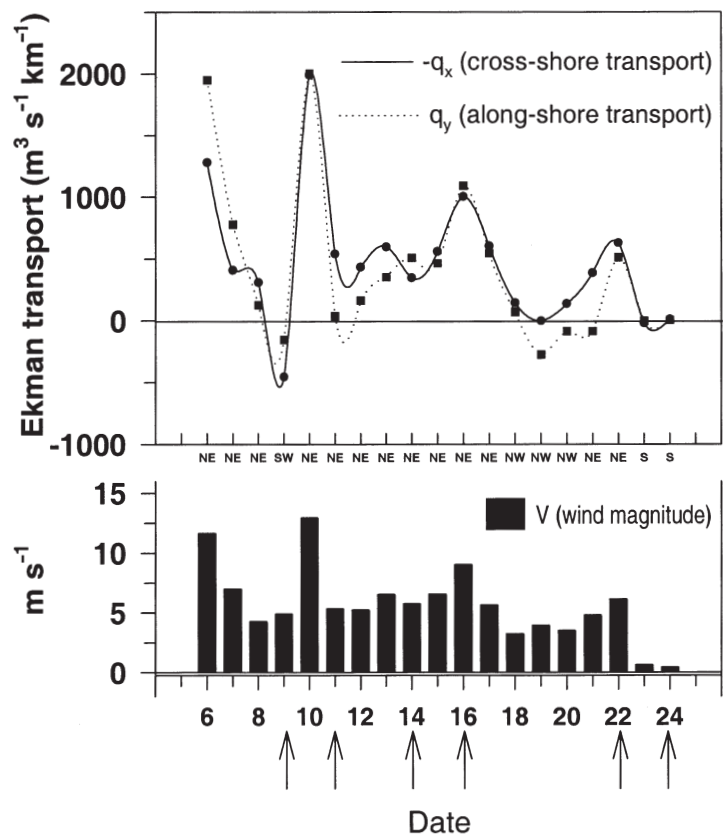 -qx (cross-shore transport)
qy (along-shore transport)
Ekman transport (m³ s⁻¹ km⁻¹)
2000
1000
0
-1000
NE NE NE SW NE NE NE NE NE NE NE NE NW NW NW NE NE S S
V (wind magnitude)
m s⁻¹
15
10
5
0
6 8 10 12 14 16 18 20 22 24
Date